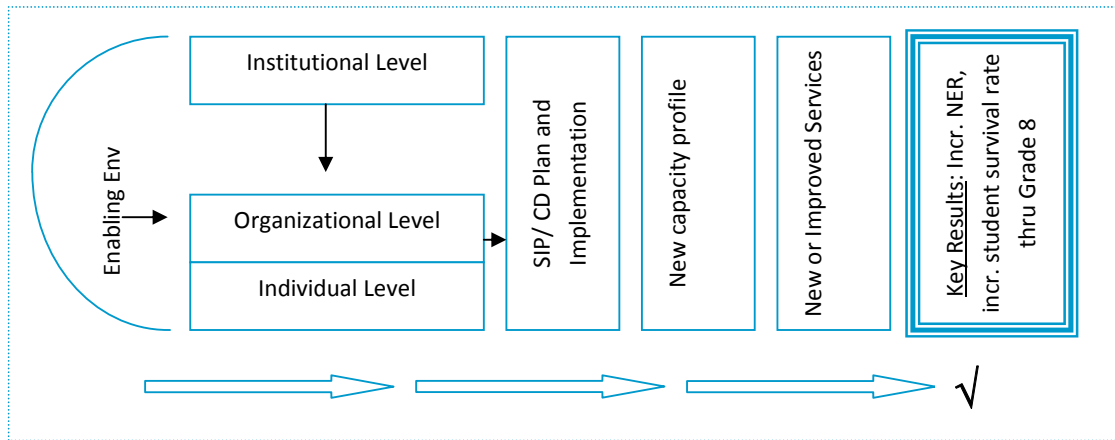 Enabling Env
Institutional Level
Organizational Level
Individual Level
SIP/ CD Plan and
Implementation
New capacity profile
New or Improved Services
Key Results: Incr. NER,
incr. student survival rate
thru Grade 8
√